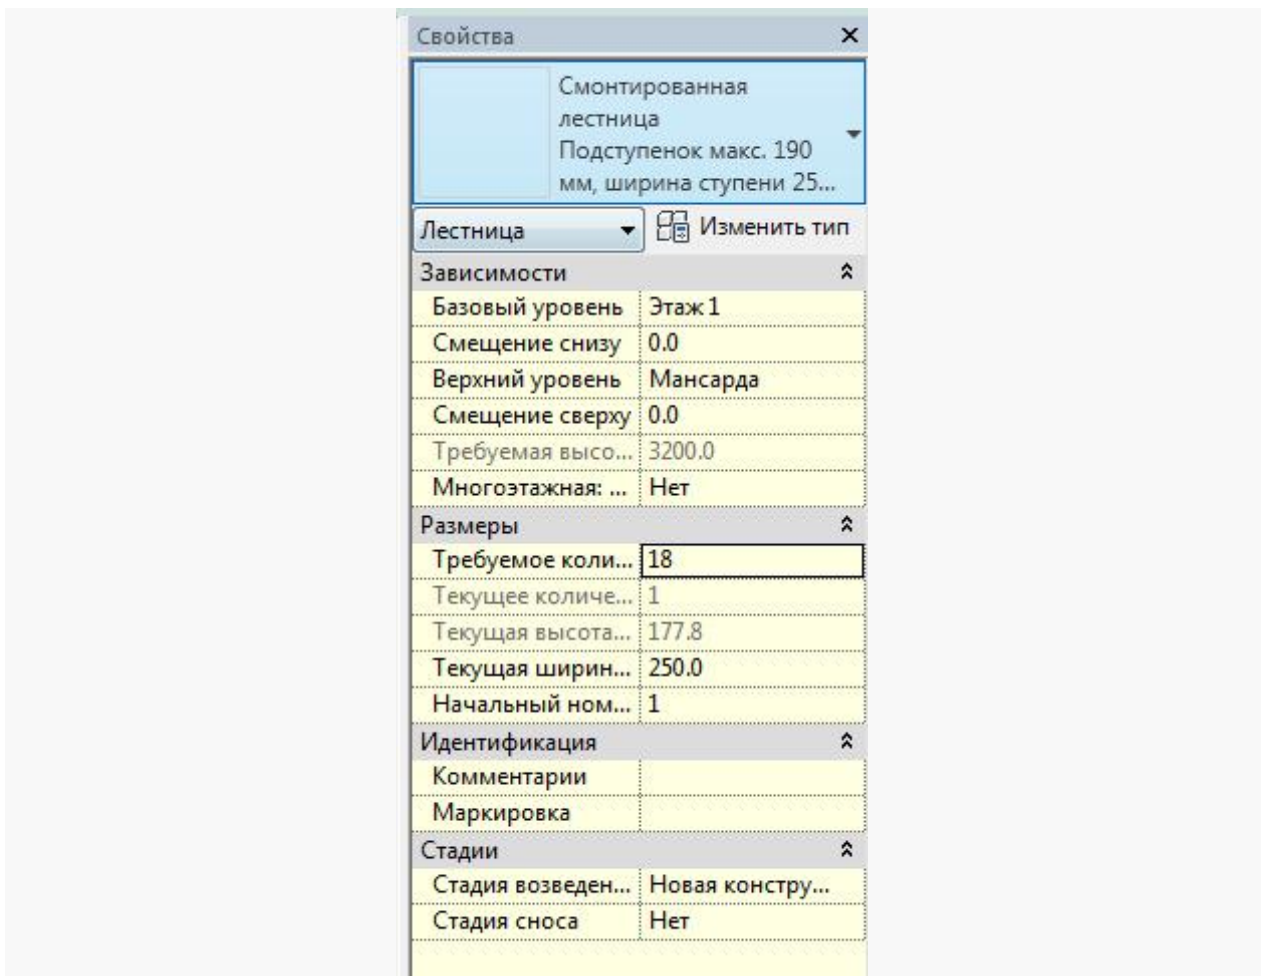 Свойства
Смонтированная
лестница
Подступенок макс. 190
мм, ширина ступени 25...
Лестница Изменить тип
Зависимости
Базовый уровень Этаж 1
Смещение снизу 0.0
Верхний уровень Мансарда
Смещение сверху 0.0
Требуемая высо... 3200.0
Многоэтажная: ... Нет
Размеры
Требуемое коли... 18
Текущее количе... 1
Текущая высота... 177.8
Текущая ширин... 250.0
Начальный ном... 1
Идентификация
Комментарии
Маркировка
Стадии
Стадия возведен... Новая констру...
Стадия сноса Нет